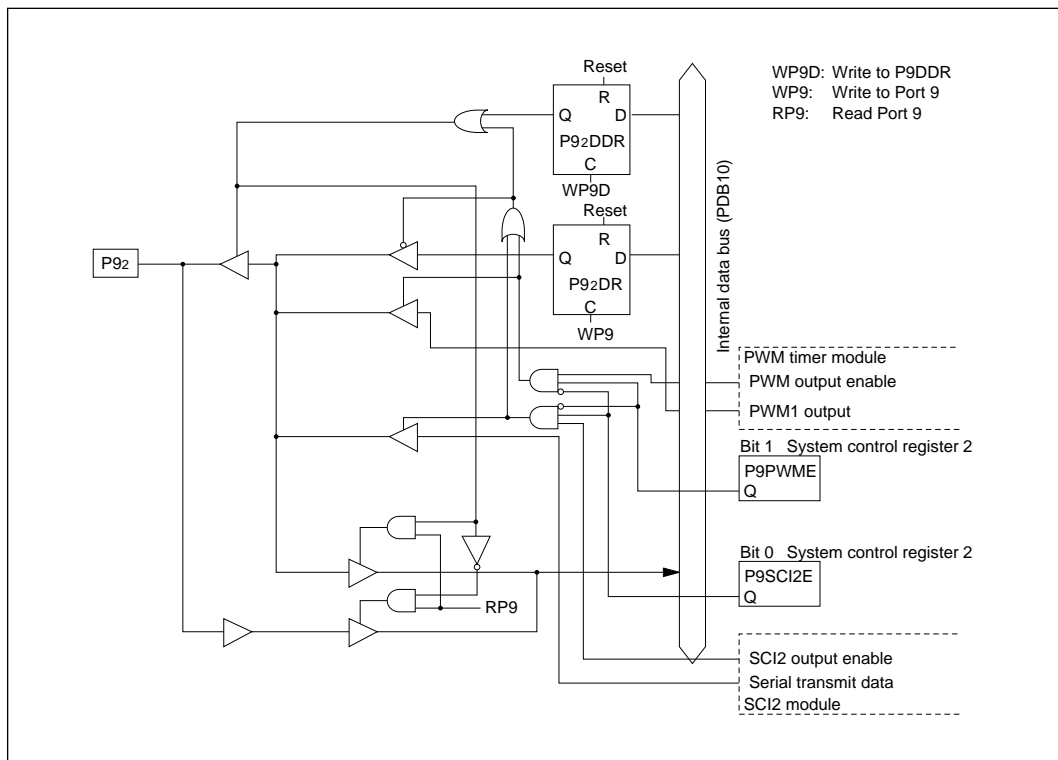 Reset
WP9D: Write to P9DDR
WP9: Write to Port 9
RP9: Read Port 9
R
Q D
P92DDR
C
WP9D
Reset
R
Q D
P92DR
C
WP9
P92
Internal data bus (PDB10)
PWM timer module
PWM output enable
PWM1 output
Bit 1 System control register 2
P9PWME
Q
Bit 0 System control register 2
P9SCI2E
Q
RP9
SCI2 output enable
Serial transmit data
SCI2 module